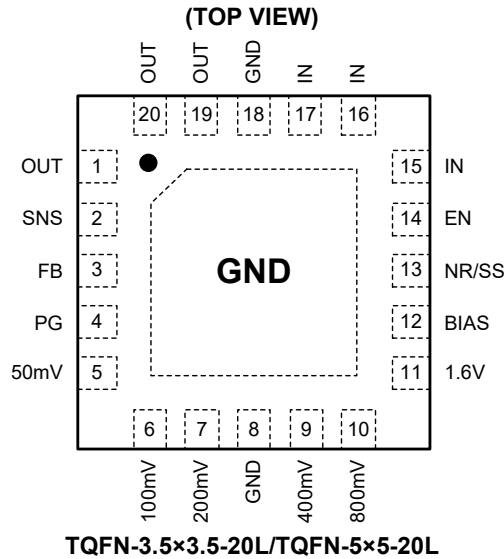 (TOP VIEW)
OUT OUT GND IN IN
20 19 18 17 16
OUT 1 15 IN
SNS 2 14 EN
FB 3 GND 13 NR/SS
PG 4 12 BIAS
50mV 5 11 1.6V
6 7 8 9 10
100mV 200mV GND 400mV 800mV
TQFN-3.5×3.5-20L/TQFN-5×5-20L